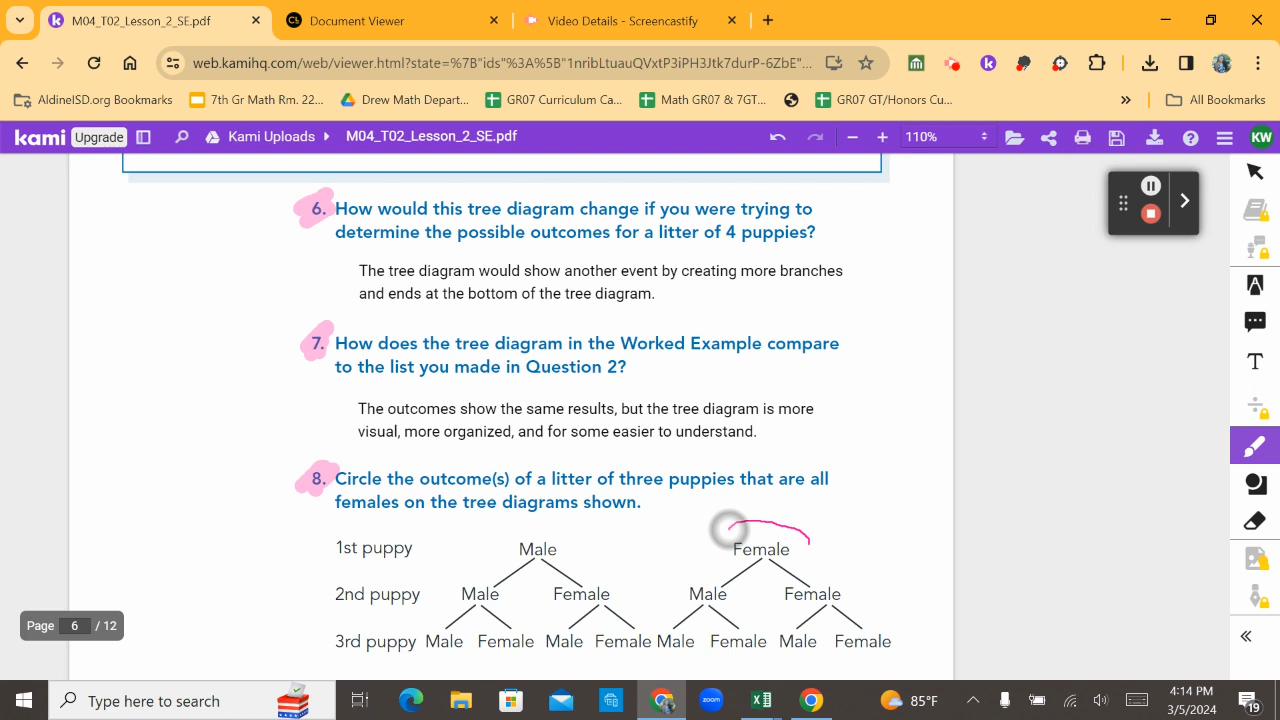 M04_T02_Lesson_2_SE.pdf
Document Viewer
Video Details - Screencastify
web.kamihq.com/web/viewer.html?state=%7B"ids"%3A%5B"1nribLtuauQVxtP3iPH3Jtk7durP-6ZbE"...
AldineISD.org Bookmarks
7th Gr Math Rm. 22...
Drew Math Depart...
GR07 Curriculum Ca...
Math GR07 & 7GT...
GR07 GT/Honors Cu...
All Bookmarks
kami Upgrade
Kami Uploads
M04_T02_Lesson_2_SE.pdf
110%
KW
6. How would this tree diagram change if you were trying to
determine the possible outcomes for a litter of 4 puppies?
The tree diagram would show another event by creating more branches
and ends at the bottom of the tree diagram.
7. How does the tree diagram in the Worked Example compare
to the list you made in Question 2?
The outcomes show the same results, but the tree diagram is more
visual, more organized, and for some easier to understand.
8. Circle the outcome(s) of a litter of three puppies that are all
females on the tree diagrams shown.
1st puppy Male Female
2nd puppy Male Female Male Female
3rd puppy Male Female Male Female Male Female Male Female
Page 6 / 12
Type here to search
85°F
4:14 PM
3/5/2024
19